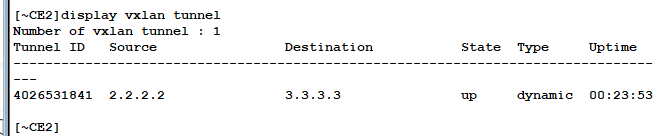 [~CE2]display vxlan tunnel
Number of vxlan tunnel : 1
Tunnel ID   Source                Destination           State  Type     Uptime
-----------------------------------------------------------------------------------
---
4026531841  2.2.2.2               3.3.3.3               up     dynamic  00:23:53
[~CE2]